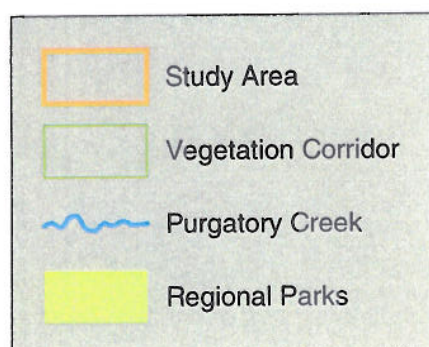 Study Area
Vegetation Corridor
Purgatory Creek
Regional Parks